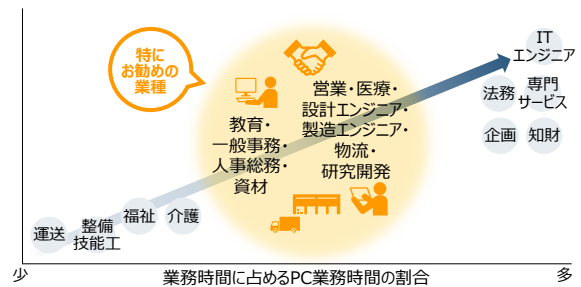 特に
お勧めの
業種
教育・
一般事務・
人事総務・
資材
営業・医療・
設計エンジニア・
製造エンジニア・
物流・
研究開発
IT
エンジニア
法務
専門
サービス
企画
知財
運送
整備
技能工
福祉
介護
少
業務時間に占めるPC業務時間の割合
多